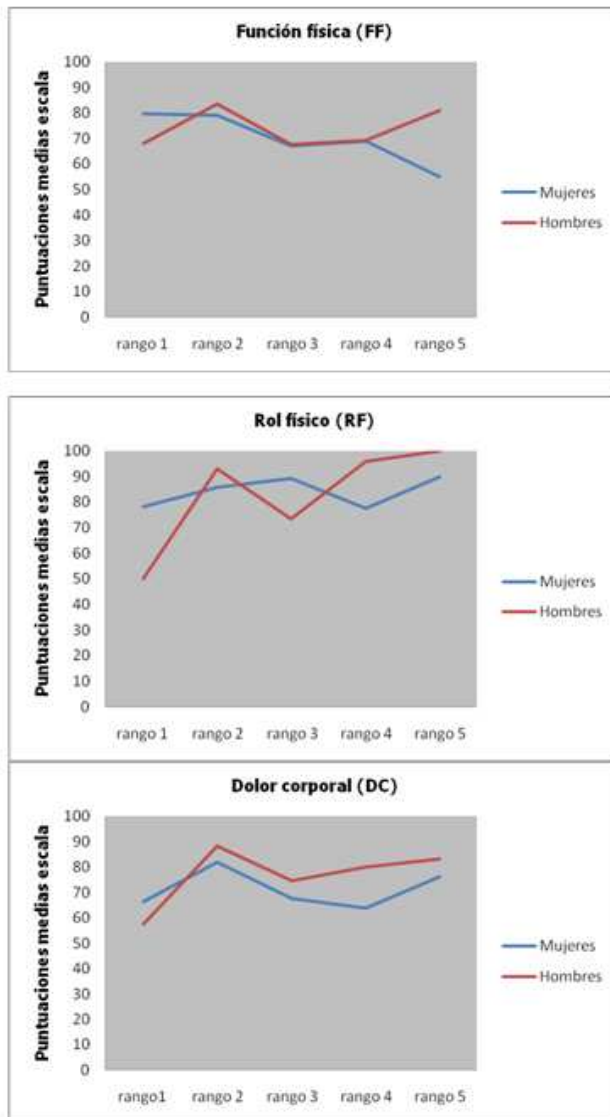 Función física (FF)
Puntuaciones medias escala
100
90
80
70
60
50
40
30
20
10
0
rango 1 rango 2 rango 3 rango 4 rango 5
Mujeres
Hombres
Rol físico (RF)
Puntuaciones medias escala
100
90
80
70
60
50
40
30
20
10
0
rango 1 rango 2 rango 3 rango 4 rango 5
Mujeres
Hombres
Dolor corporal (DC)
Puntuaciones medias escala
100
90
80
70
60
50
40
30
20
10
0
rango1 rango 2 rango 3 rango 4 rango 5
Mujeres
Hombres